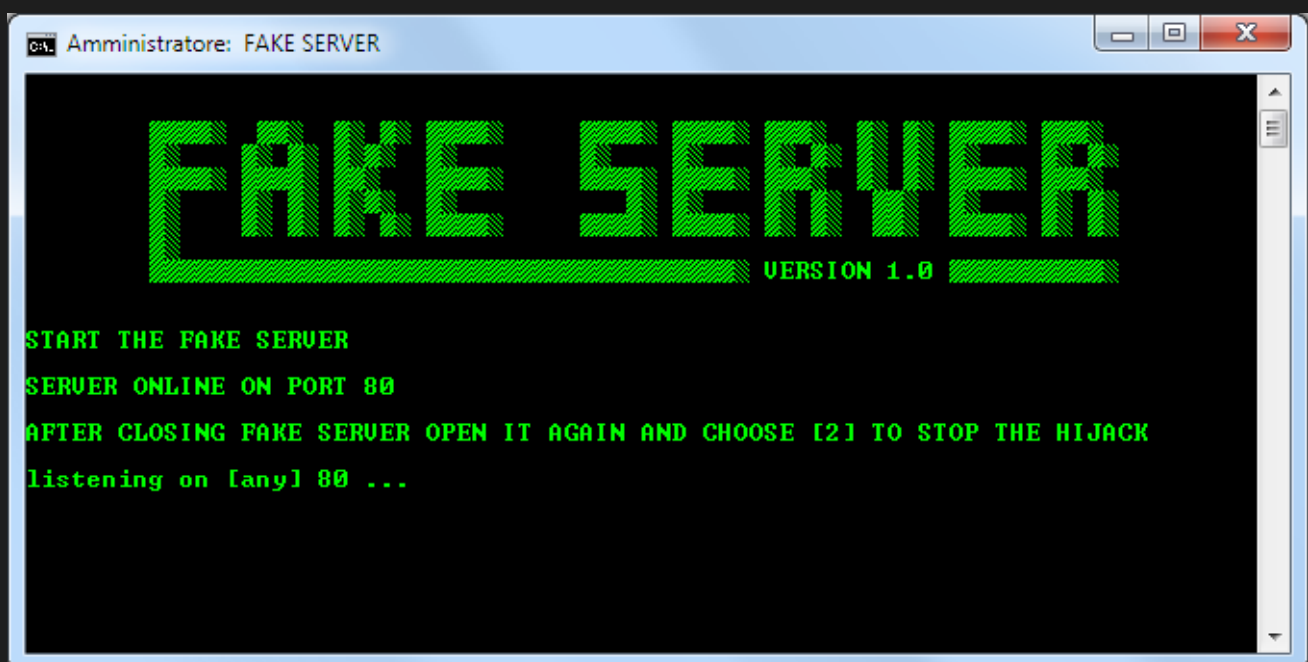 Amministratore: FAKE SERVER
FAKE SERVER
VERSION 1.0
START THE FAKE SERVER
SERVER ONLINE ON PORT 80
AFTER CLOSING FAKE SERVER OPEN IT AGAIN AND CHOOSE [2] TO STOP THE HIJACK
listening on [any] 80 ...